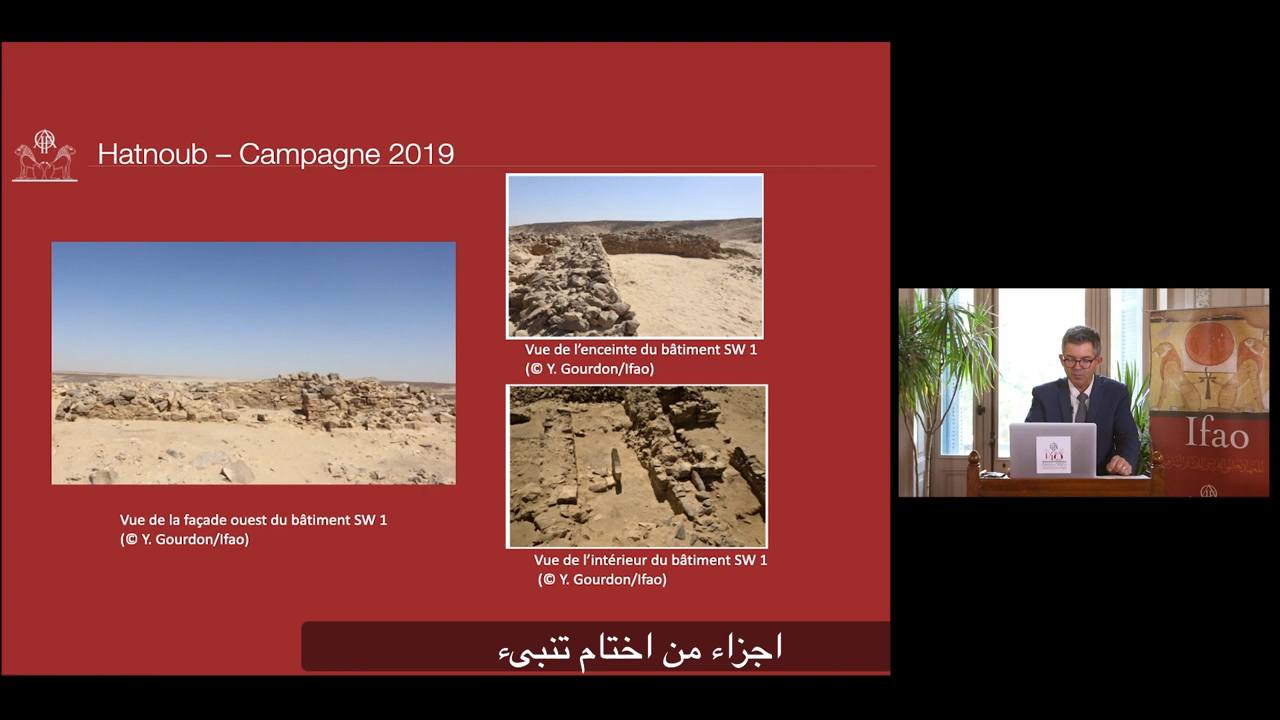 Hatnoub – Campagne 2019
Vue de l'enceinte du bâtiment SW 1
(© Y. Gourdon/Ifao)
Vue de la façade ouest du bâtiment SW 1
(© Y. Gourdon/Ifao)
Vue de l'intérieur du bâtiment SW 1
(© Y. Gourdon/Ifao)
اجزاء من اختام تنبىء
Ifao